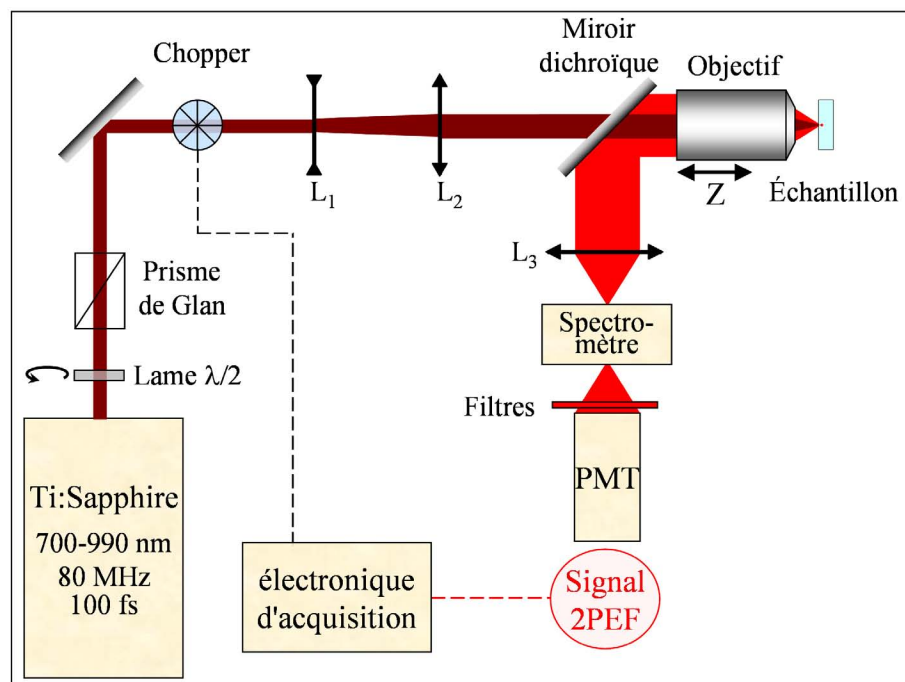 Chopper
Miroir
dichroïque
Objectif
L1
L2
Z
Échantillon
L3
Prisme
de Glan
Spectro-
mètre
Lame λ/2
Filtres
PMT
Ti:Sapphire
700-990 nm
80 MHz
100 fs
électronique
d'acquisition
Signal
2PEF